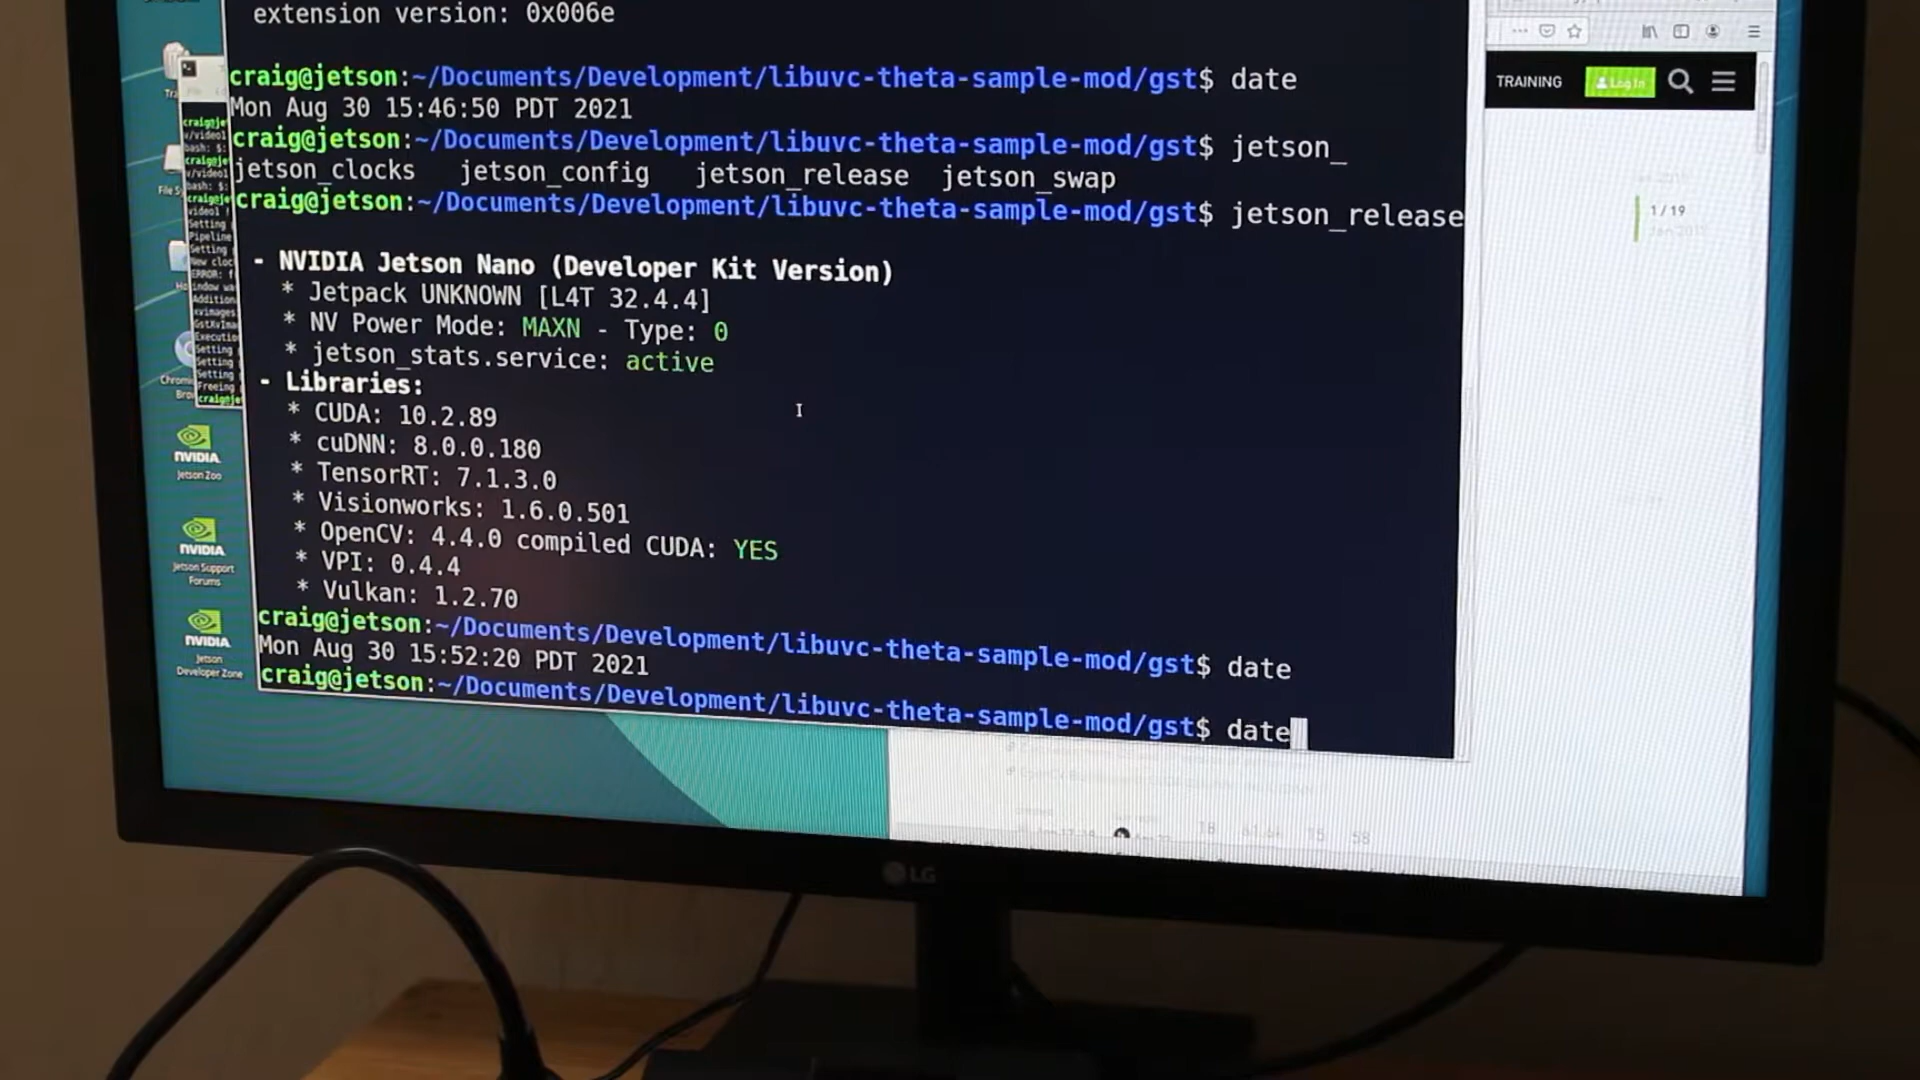 extension version: 0x006e
craig@jetson:~/Documents/Development/libuvc-theta-sample-mod/gst$ date
Mon Aug 30 15:46:50 PDT 2021
craig@jetson:~/Documents/Development/libuvc-theta-sample-mod/gst$ jetson_
jetson_clocks jetson_config jetson_release jetson_swap
craig@jetson:~/Documents/Development/libuvc-theta-sample-mod/gst$ jetson_release
- NVIDIA Jetson Nano (Developer Kit Version)
* Jetpack UNKNOWN [L4T 32.4.4]
* NV Power Mode: MAXN - Type: 0
* jetson_stats.service: active
- Libraries:
* CUDA: 10.2.89
* cuDNN: 8.0.0.180
* TensorRT: 7.1.3.0
* Visionworks: 1.6.0.501
* OpenCV: 4.4.0 compiled CUDA: YES
* VPI: 0.4.4
* Vulkan: 1.2.70
craig@jetson:~/Documents/Development/libuvc-theta-sample-mod/gst$ date
Mon Aug 30 15:52:20 PDT 2021
craig@jetson:~/Documents/Development/libuvc-theta-sample-mod/gst$ date
TRAINING
Log In
1 / 19
NVIDIA
Jetson Zoo
NVIDIA
Jetson Support
Forums
NVIDIA
Jetson
Developer Zone
LG